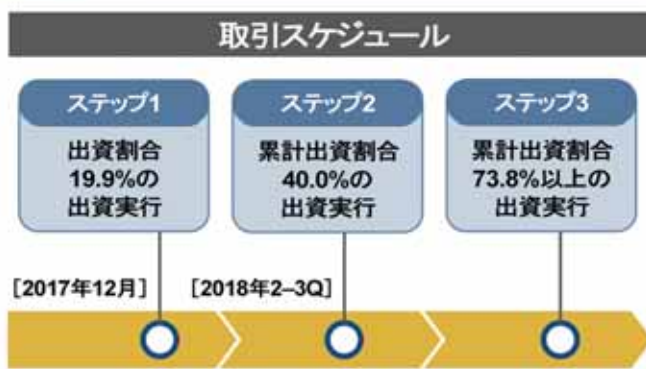 取引スケジュール
ステップ1
出資割合
19.9%の
出資実行
ステップ2
累計出資割合
40.0%の
出資実行
ステップ3
累計出資割合
73.8%以上の
出資実行
[2017年12月]
[2018年2–3Q]